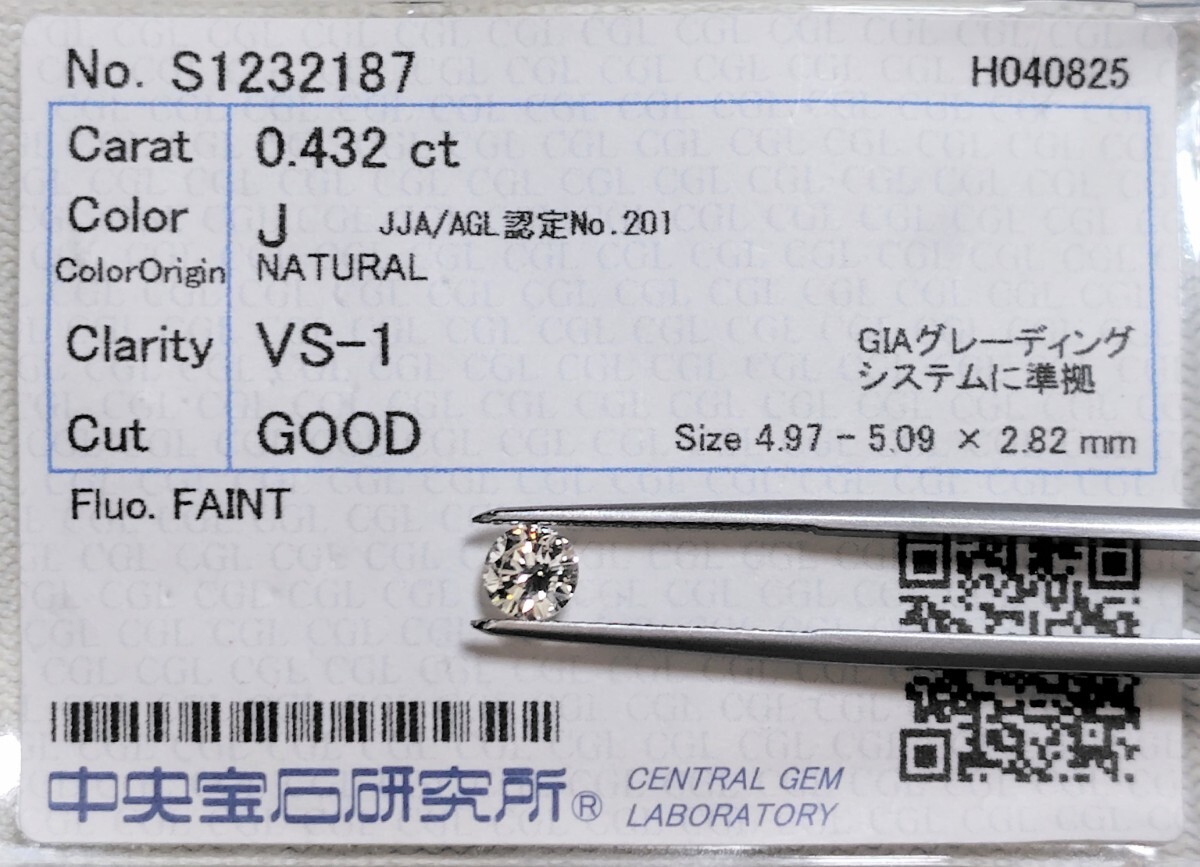 No. S1232187 H040825
Carat 0.432 ct
Color J JJA/AGL認定No.201
ColorOrigin NATURAL
Clarity VS-1 GIAグレーディング
システムに準拠
Cut GOOD Size 4.97 - 5.09 × 2.82 mm
Fluo. FAINT
中央宝石研究所® CENTRAL GEM
LABORATORY